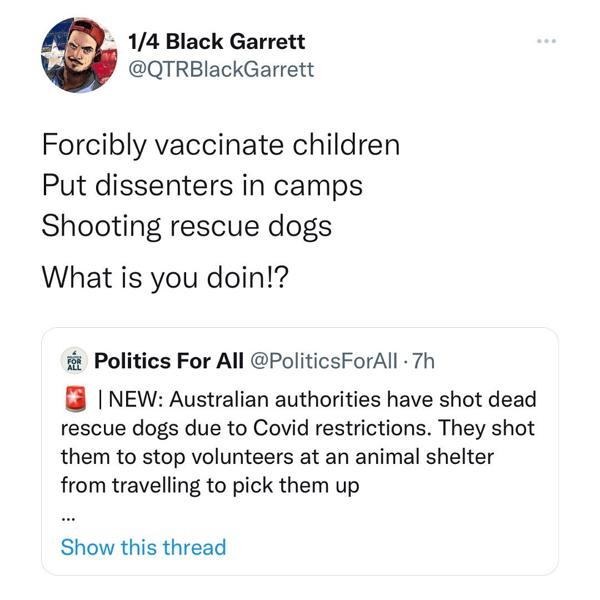 1/4 Black Garrett
@QTRBlackGarrett
Forcibly vaccinate children
Put dissenters in camps
Shooting rescue dogs
What is you doin!?
FOR
ALL
Politics For All @PoliticsForAll · 7h
🚨 | NEW: Australian authorities have shot dead
rescue dogs due to Covid restrictions. They shot
them to stop volunteers at an animal shelter
from travelling to pick them up
...
Show this thread